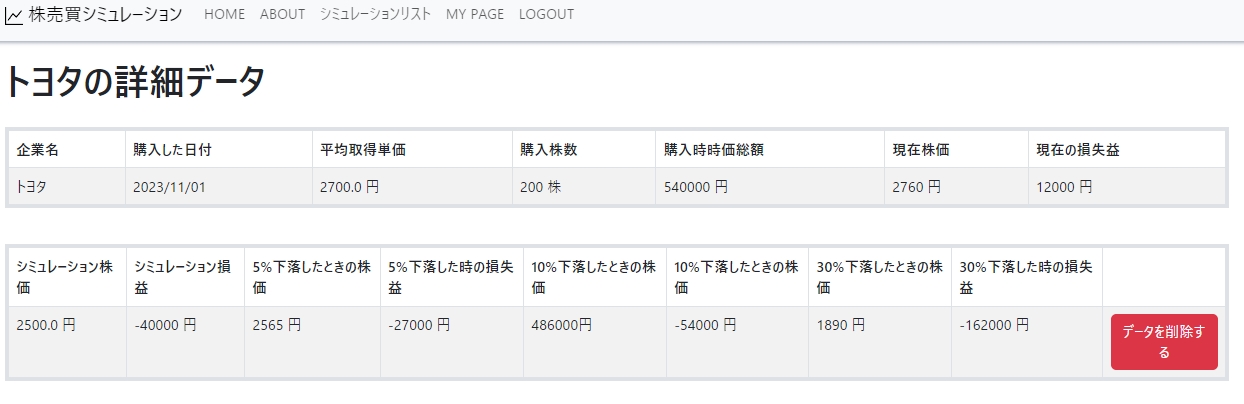 株売買シミュレーション HOME ABOUT シミュレーションリスト MY PAGE LOGOUT
トヨタの詳細データ
企業名 購入した日付 平均取得単価 購入株数 購入時時価総額 現在株価 現在の損失益
トヨタ 2023/11/01 2700.0 円 200 株 540000 円 2760 円 12000 円
シミュレーション株 シミュレーション損 5%下落したときの株 5%下落した時の損失 10%下落したときの株 10%下落したときの株 30%下落したときの株 30%下落した時の損失
価 益 価 益 価 価 価 益
2500.0 円 -40000 円 2565 円 -27000 円 486000円 -54000 円 1890 円 -162000 円 データを削除す
る